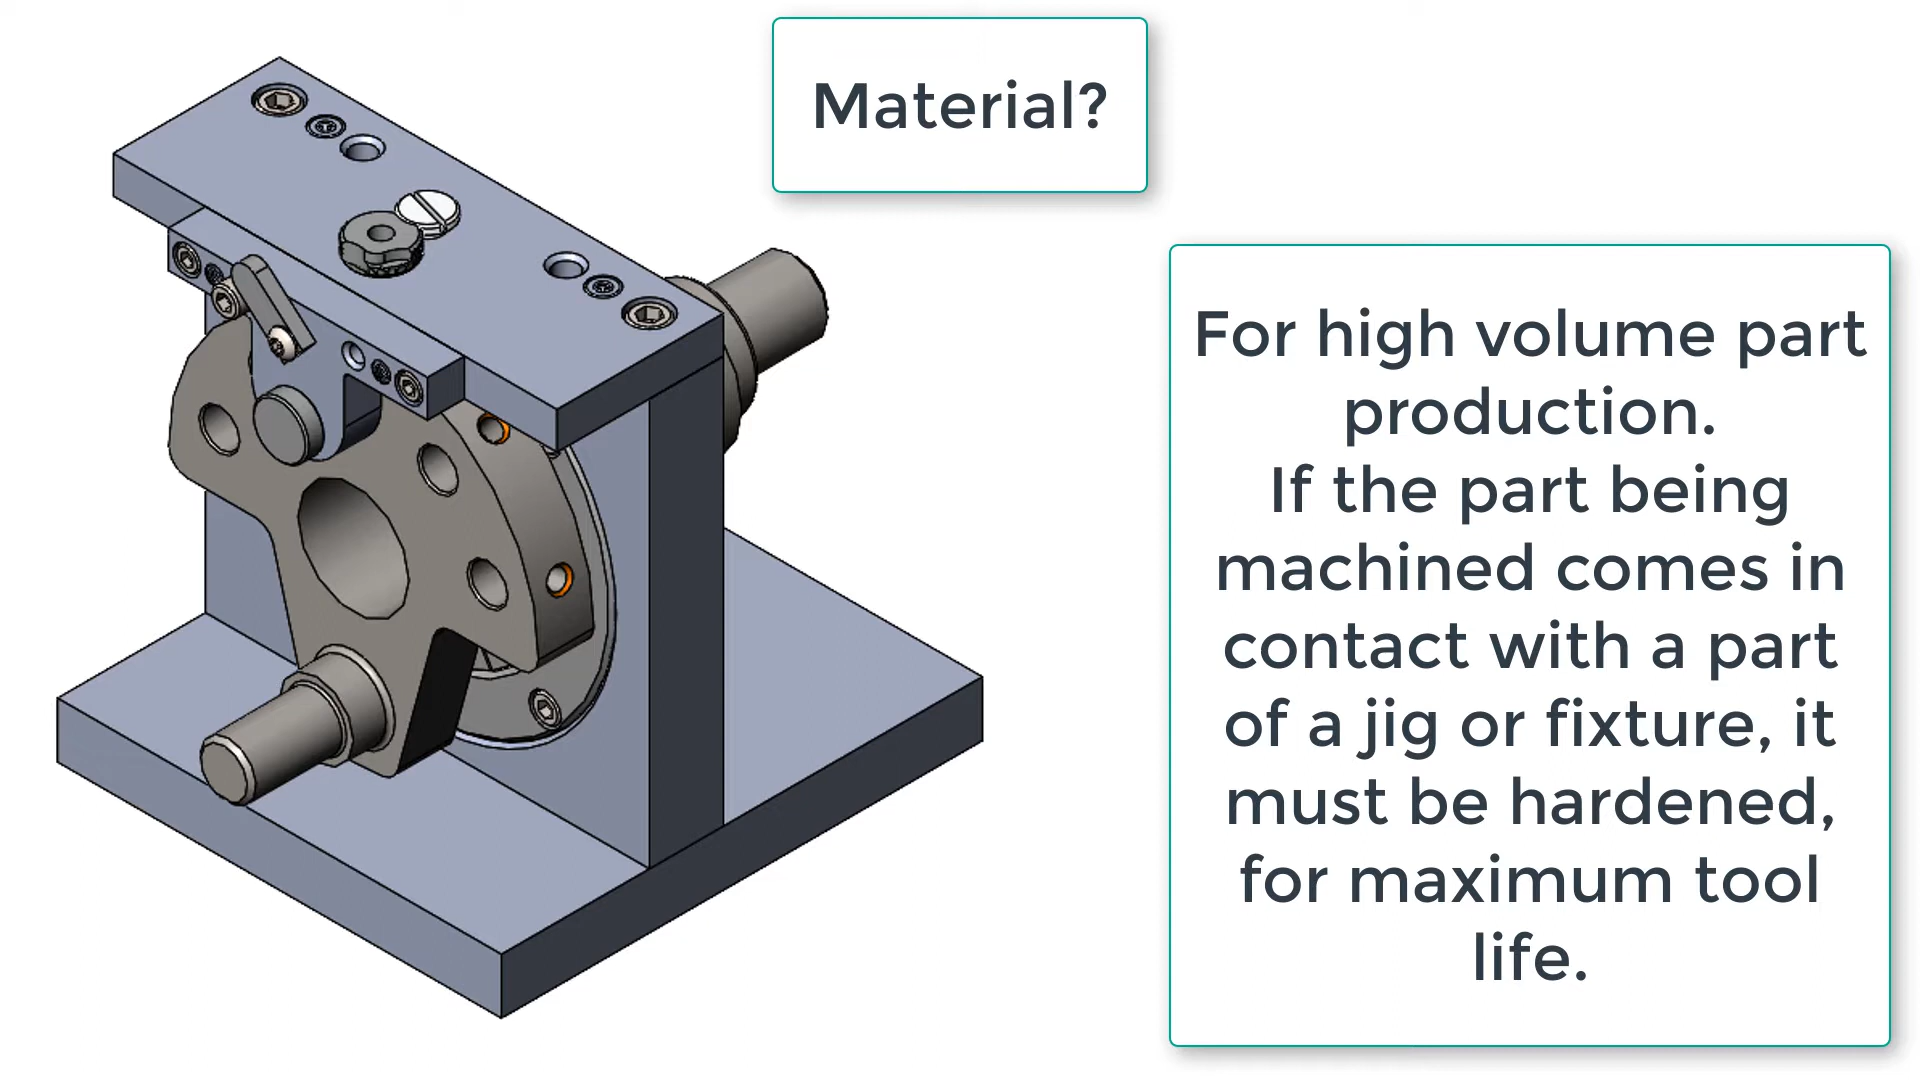 Material?
For high volume part
production.
If the part being
machined comes in
contact with a part
of a jig or fixture, it
must be hardened,
for maximum tool
life.